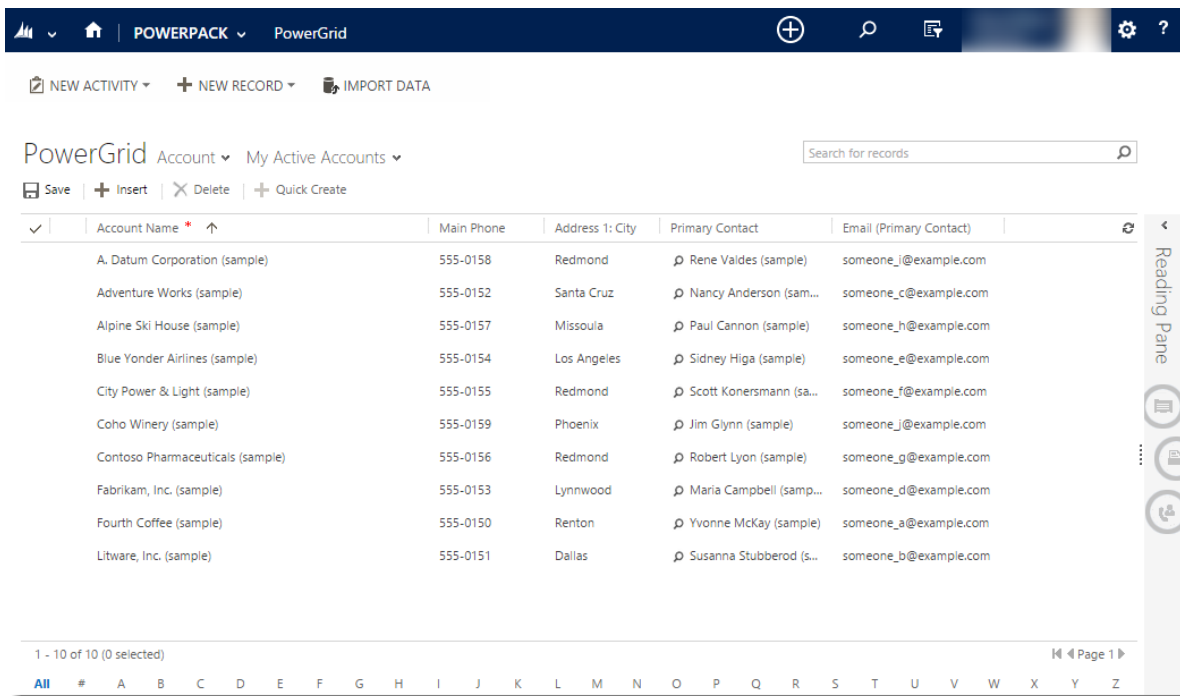 POWERPACK PowerGrid ?
NEW ACTIVITY NEW RECORD IMPORT DATA
PowerGrid Account My Active Accounts Search for records
Save Insert Delete Quick Create
Account Name * Main Phone Address 1: City Primary Contact Email (Primary Contact)
A. Datum Corporation (sample) 555-0158 Redmond Rene Valdes (sample) someone_i@example.com
Adventure Works (sample) 555-0152 Santa Cruz Nancy Anderson (sam... someone_c@example.com
Alpine Ski House (sample) 555-0157 Missoula Paul Cannon (sample) someone_h@example.com
Blue Yonder Airlines (sample) 555-0154 Los Angeles Sidney Higa (sample) someone_e@example.com
City Power & Light (sample) 555-0155 Redmond Scott Konersmann (sa... someone_f@example.com
Coho Winery (sample) 555-0159 Phoenix Jim Glynn (sample) someone_j@example.com
Contoso Pharmaceuticals (sample) 555-0156 Redmond Robert Lyon (sample) someone_g@example.com
Fabrikam, Inc. (sample) 555-0153 Lynnwood Maria Campbell (samp... someone_d@example.com
Fourth Coffee (sample) 555-0150 Renton Yvonne McKay (sample) someone_a@example.com
Litware, Inc. (sample) 555-0151 Dallas Susanna Stubberod (s... someone_b@example.com
Reading Pane
1 - 10 of 10 (0 selected) Page 1
All # A B C D E F G H I J K L M N O P Q R S T U V W X Y Z